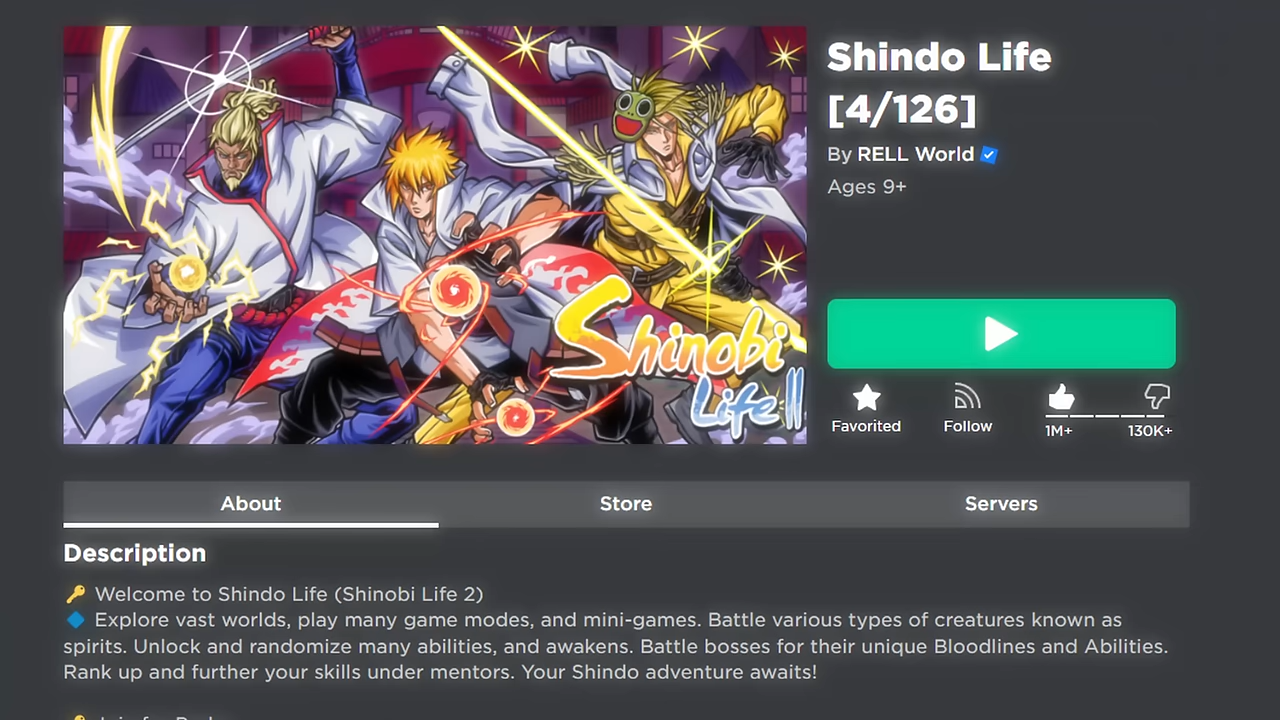 Shindo Life
[4/126]
By RELL World
Ages 9+
Shinobi
Life II
Favorited
Follow
1M+
130K+
About
Store
Servers
Description
🔑 Welcome to Shindo Life (Shinobi Life 2)
🔷 Explore vast worlds, play many game modes, and mini-games. Battle various types of creatures known as
spirits. Unlock and randomize many abilities, and awakens. Battle bosses for their unique Bloodlines and Abilities.
Rank up and further your skills under mentors. Your Shindo adventure awaits!